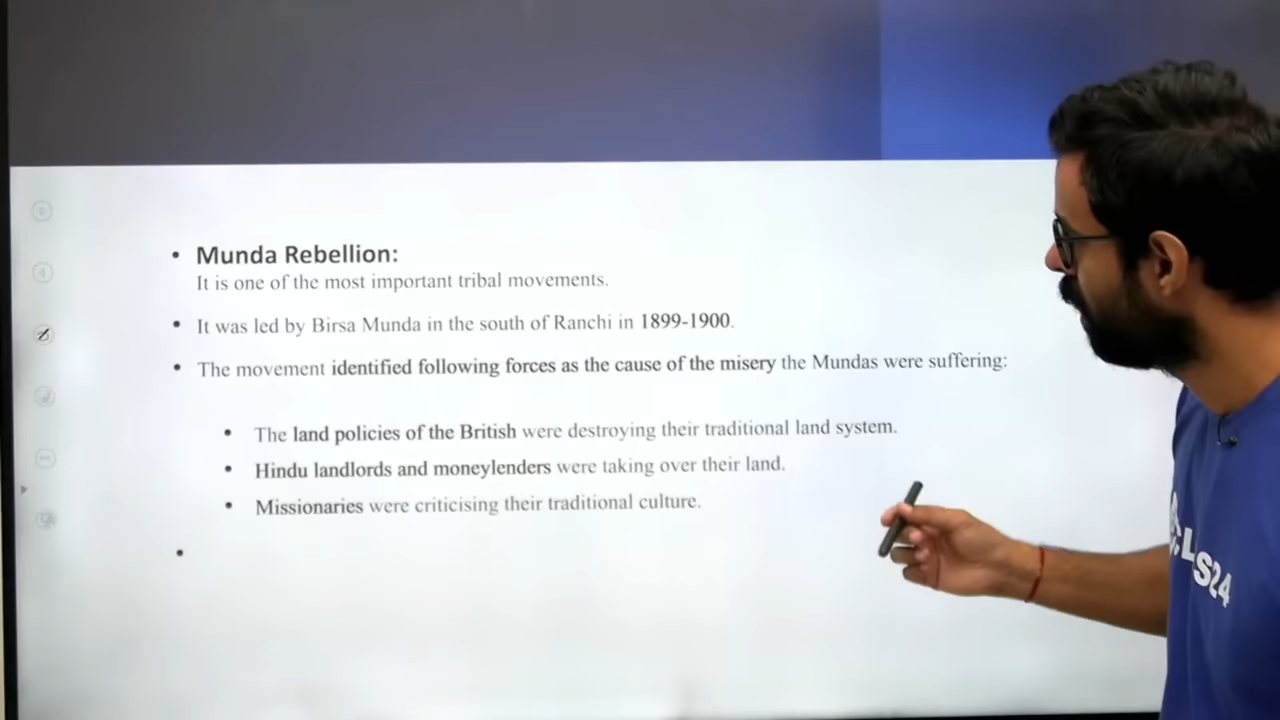 • Munda Rebellion:
It is one of the most important tribal movements.
• It was led by Birsa Munda in the south of Ranchi in 1899-1900.
• The movement identified following forces as the cause of the misery the Mundas were suffering:
• The land policies of the British were destroying their traditional land system.
• Hindu landlords and moneylenders were taking over their land.
• Missionaries were criticising their traditional culture.
•
LS24